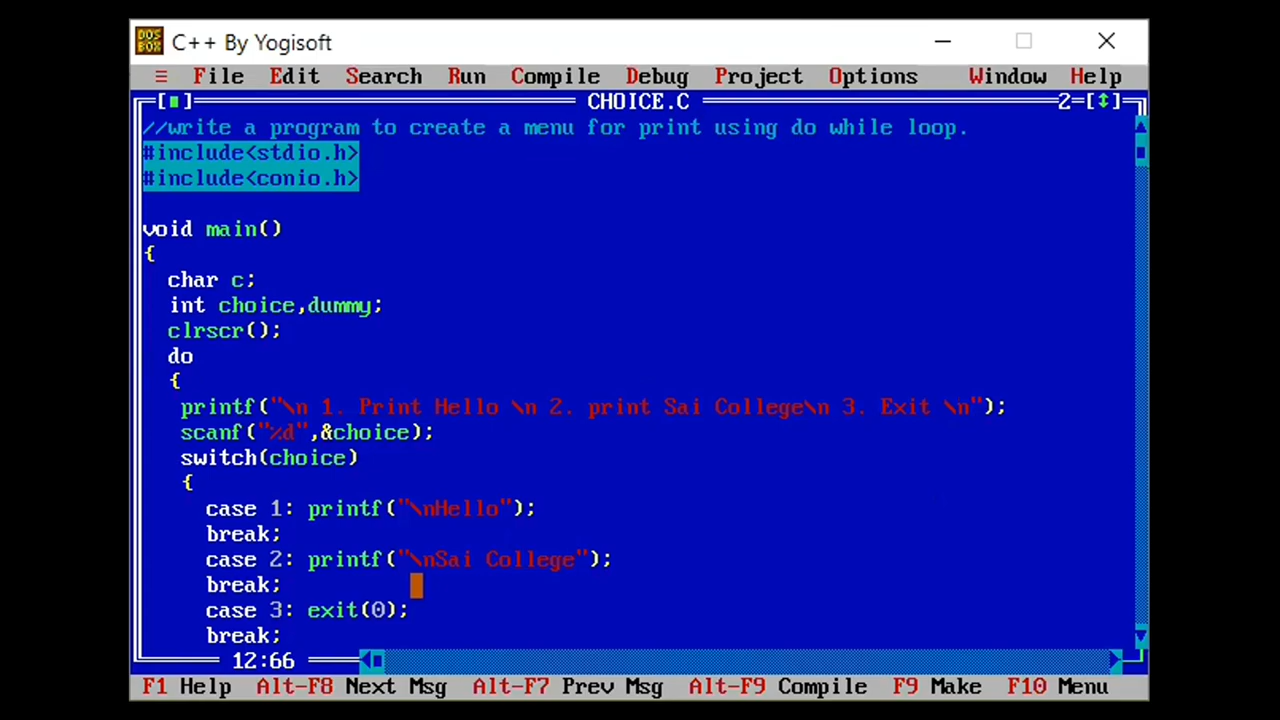 C++ By Yogisoft
≡ File Edit Search Run Compile Debug Project Options Window Help
[■] CHOICE.C 2=[↕]
//write a program to create a menu for print using do while loop.
#include<stdio.h>
#include<conio.h>
void main()
{
char c;
int choice,dummy;
clrscr();
do
{
printf("\n 1. Print Hello \n 2. print Sai College\n 3. Exit \n");
scanf("%d",&choice);
switch(choice)
{
case 1: printf("\nHello");
break;
case 2: printf("\nSai College");
break;
case 3: exit(0);
break;
12:66
F1 Help Alt-F8 Next Msg Alt-F7 Prev Msg Alt-F9 Compile F9 Make F10 Menu